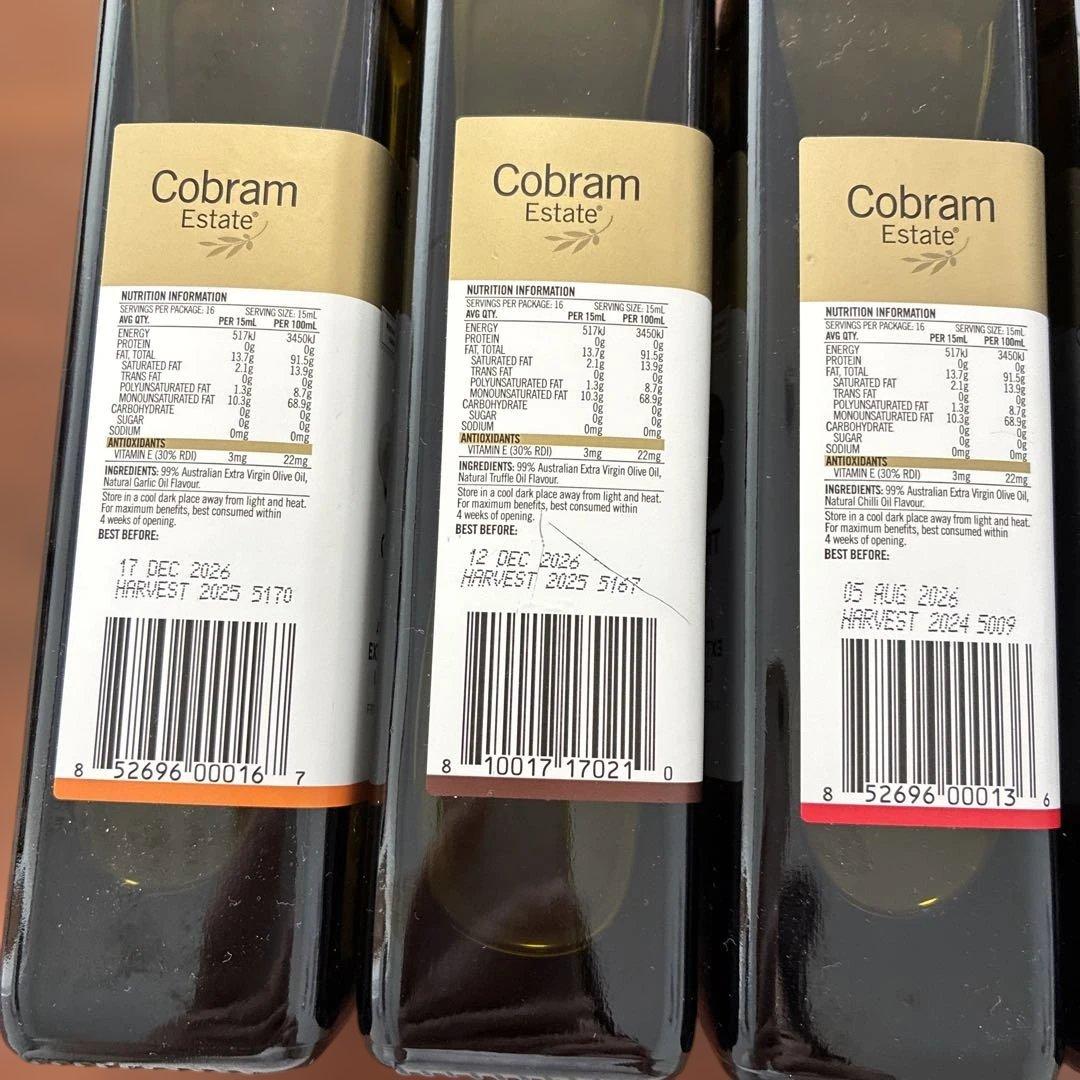 Cobram
Estate®
NUTRITION INFORMATION
SERVINGS PER PACKAGE: 16 SERVING SIZE: 15mL
AVG QTY. PER 15mL PER 100mL
ENERGY 517kJ 3450kJ
PROTEIN 0g 0g
FAT, TOTAL 13.7g 91.5g
SATURATED FAT 2.1g 13.9g
TRANS FAT 0g 0g
POLYUNSATURATED FAT 1.3g 8.7g
MONOUNSATURATED FAT 10.3g 68.9g
CARBOHYDRATE 0g 0g
SUGAR 0g 0g
SODIUM 0mg 0mg
ANTIOXIDANTS
VITAMIN E (30% RDI) 3mg 22mg
INGREDIENTS: 99% Australian Extra Virgin Olive Oil,
Natural Garlic Oil Flavour.
Store in a cool dark place away from light and heat.
For maximum benefits, best consumed within
4 weeks of opening.
BEST BEFORE:
17 DEC 2026
HARVEST 2025 5170
8 52696 00016 7
Cobram
Estate®
NUTRITION INFORMATION
SERVINGS PER PACKAGE: 16 SERVING SIZE: 15mL
AVG QTY. PER 15mL PER 100mL
ENERGY 517kJ 3450kJ
PROTEIN 0g 0g
FAT, TOTAL 13.7g 91.5g
SATURATED FAT 2.1g 13.9g
TRANS FAT 0g 0g
POLYUNSATURATED FAT 1.3g 8.7g
MONOUNSATURATED FAT 10.3g 68.9g
CARBOHYDRATE 0g 0g
SUGAR 0g 0g
SODIUM 0mg 0mg
ANTIOXIDANTS
VITAMIN E (30% RDI) 3mg 22mg
INGREDIENTS: 99% Australian Extra Virgin Olive Oil,
Natural Truffle Oil Flavour.
Store in a cool dark place away from light and heat.
For maximum benefits, best consumed within
4 weeks of opening.
BEST BEFORE:
12 DEC 2026
HARVEST 2025 5167
8 10017 17021 0
Cobram
Estate®
NUTRITION INFORMATION
SERVINGS PER PACKAGE: 16 SERVING SIZE: 15mL
AVG QTY. PER 15mL PER 100mL
ENERGY 517kJ 3450kJ
PROTEIN 0g 0g
FAT, TOTAL 13.7g 91.5g
SATURATED FAT 2.1g 13.9g
TRANS FAT 0g 0g
POLYUNSATURATED FAT 1.3g 8.7g
MONOUNSATURATED FAT 10.3g 68.9g
CARBOHYDRATE 0g 0g
SUGAR 0g 0g
SODIUM 0mg 0mg
ANTIOXIDANTS
VITAMIN E (30% RDI) 3mg 22mg
INGREDIENTS: 99% Australian Extra Virgin Olive Oil,
Natural Chilli Oil Flavour.
Store in a cool dark place away from light and heat.
For maximum benefits, best consumed within
4 weeks of opening.
BEST BEFORE:
05 AUG 2026
HARVEST 2024 5009
8 52696 00013 6